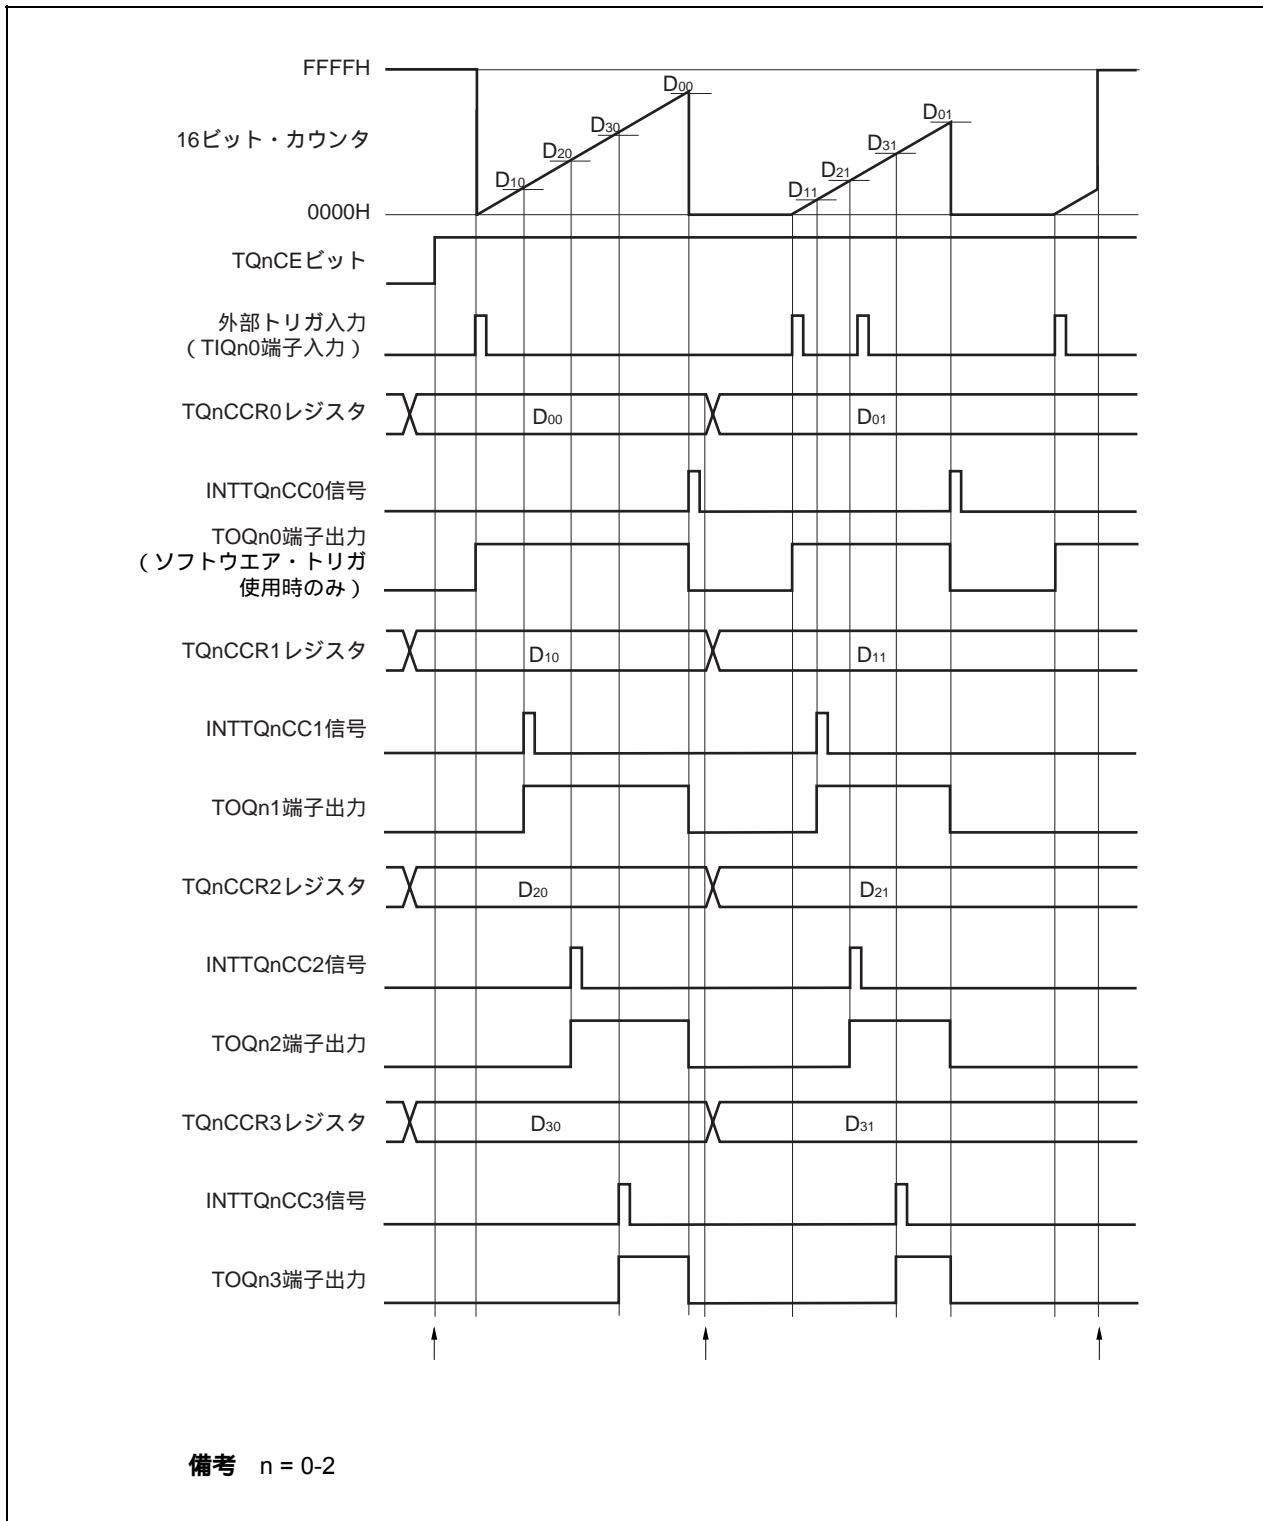 FFFFH
D00
D01
D30
16ビット・カウンタ
D31
D20
D21
D10
D11
0000H
TQnCEビット
外部トリガ入力
(TIQn0端子入力)
TQnCCR0レジスタ
D00
D01
INTTQnCC0信号
TOQn0端子出力
(ソフトウエア・トリガ
使用時のみ)
TQnCCR1レジスタ
D10
D11
INTTQnCC1信号
TOQn1端子出力
TQnCCR2レジスタ
D20
D21
INTTQnCC2信号
TOQn2端子出力
TQnCCR3レジスタ
D30
D31
INTTQnCC3信号
TOQn3端子出力
備考 n = 0-2